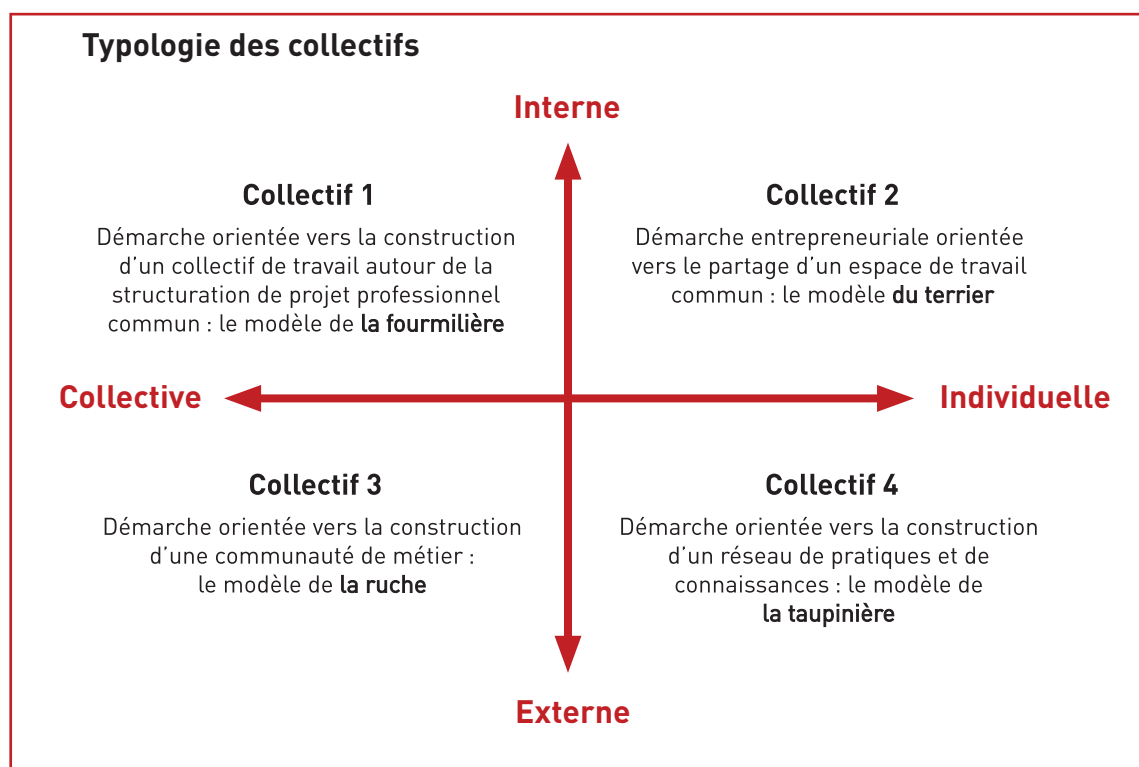 Typologie des collectifs
Interne
Collectif 1
Démarche orientée vers la construction
d'un collectif de travail autour de la
structuration de projet professionnel
commun : le modèle de la fourmilière
Collectif 2
Démarche entrepreneuriale orientée
vers le partage d'un espace de travail
commun : le modèle du terrier
Collective
Individuelle
Collectif 3
Démarche orientée vers la construction
d'une communauté de métier :
le modèle de la ruche
Collectif 4
Démarche orientée vers la construction
d'un réseau de pratiques et de
connaissances : le modèle de
la taupinière
Externe